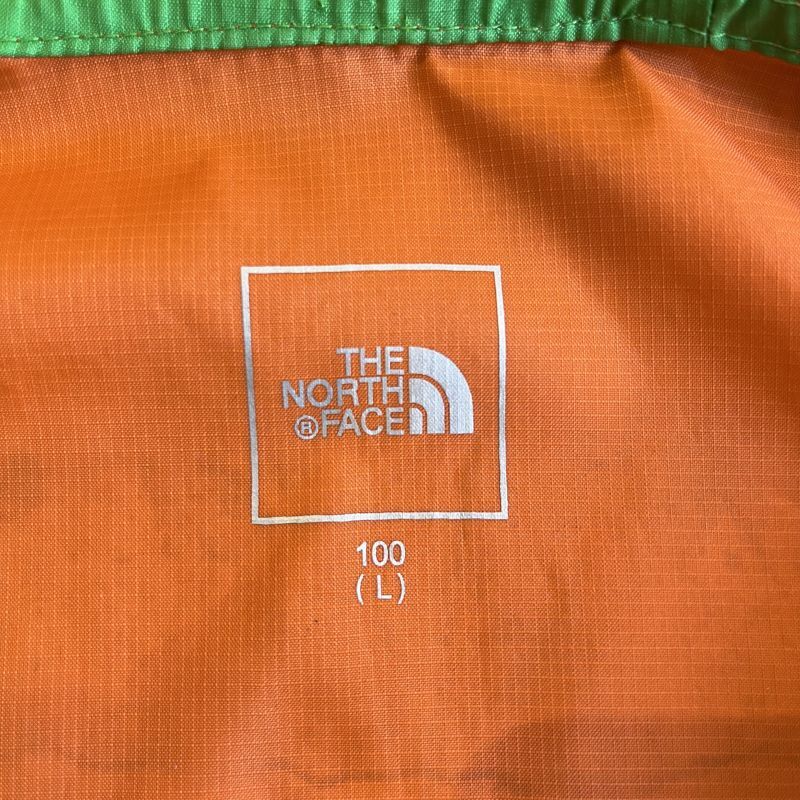 THE
NORTH
®FACE
100
(L)